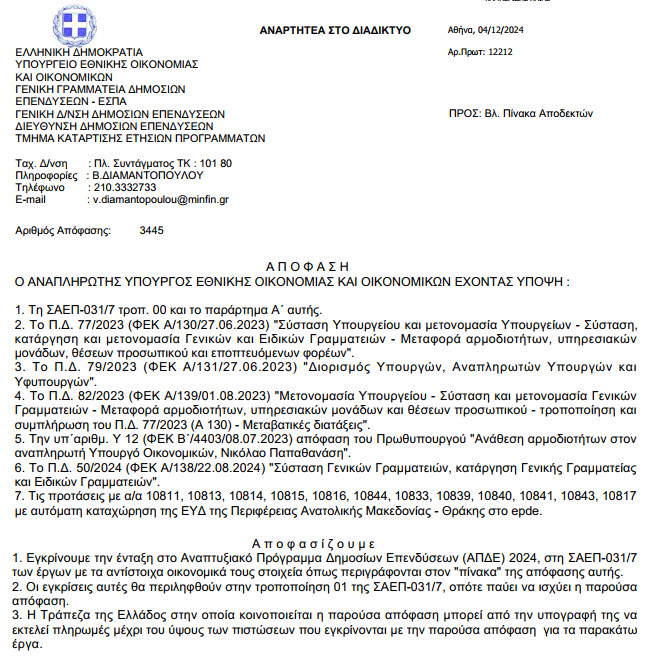 ΑΝΑΡΤΗΤΕΑ ΣΤΟ ΔΙΑΔΙΚΤΥΟ
Αθήνα, 04/12/2024
Αρ.Πρωτ: 12212
ΕΛΛΗΝΙΚΗ ΔΗΜΟΚΡΑΤΙΑ
ΥΠΟΥΡΓΕΙΟ ΕΘΝΙΚΗΣ ΟΙΚΟΝΟΜΙΑΣ
ΚΑΙ ΟΙΚΟΝΟΜΙΚΩΝ
ΓΕΝΙΚΗ ΓΡΑΜΜΑΤΕΙΑ ΔΗΜΟΣΙΩΝ
ΕΠΕΝΔΥΣΕΩΝ - ΕΣΠΑ
ΓΕΝΙΚΗ Δ/ΝΣΗ ΔΗΜΟΣΙΩΝ ΕΠΕΝΔΥΣΕΩΝ
ΔΙΕΥΘΥΝΣΗ ΔΗΜΟΣΙΩΝ ΕΠΕΝΔΥΣΕΩΝ
ΤΜΗΜΑ ΚΑΤΑΡΤΙΣΗΣ ΕΤΗΣΙΩΝ ΠΡΟΓΡΑΜΜΑΤΩΝ
ΠΡΟΣ: Βλ. Πίνακα Αποδεκτών
Ταχ. Δ/νση : Πλ. Συντάγματος ΤΚ : 101 80
Πληροφορίες : Β.ΔΙΑΜΑΝΤΟΠΟΥΛΟΥ
Τηλέφωνο : 210.3332733
E-mail : v.diamantopoulou@minfin.gr
Αριθμός Απόφασης: 3445
Α Π Ο Φ Α Σ Η
Ο ΑΝΑΠΛΗΡΩΤΗΣ ΥΠΟΥΡΓΟΣ ΕΘΝΙΚΗΣ ΟΙΚΟΝΟΜΙΑΣ ΚΑΙ ΟΙΚΟΝΟΜΙΚΩΝ ΕΧΟΝΤΑΣ ΥΠΟΨΗ :
1. Τη ΣΑΕΠ-031/7 τροπ. 00 και το παράρτημα Α΄ αυτής.
2. Το Π.Δ. 77/2023 (ΦΕΚ Α/130/27.06.2023) "Σύσταση Υπουργείου και μετονομασία Υπουργείων - Σύσταση,
κατάργηση και μετονομασία Γενικών και Ειδικών Γραμματειών - Μεταφορά αρμοδιοτήτων, υπηρεσιακών
μονάδων, θέσεων προσωπικού και εποπτευόμενων φορέων".
3. Το Π.Δ. 79/2023 (ΦΕΚ Α/131/27.06.2023) "Διορισμός Υπουργών, Αναπληρωτών Υπουργών και
Υφυπουργών".
4. Το Π.Δ. 82/2023 (ΦΕΚ Α/139/01.08.2023) "Μετονομασία Υπουργείου - Σύσταση και μετονομασία Γενικών
Γραμματειών - Μεταφορά αρμοδιοτήτων, υπηρεσιακών μονάδων και θέσεων προσωπικού - τροποποίηση και
συμπλήρωση του Π.Δ. 77/2023 (Α 130) - Μεταβατικές διατάξεις".
5. Την υπ΄αριθμ. Υ 12 (ΦΕΚ Β΄/4403/08.07.2023) απόφαση του Πρωθυπουργού "Ανάθεση αρμοδιοτήτων στον
αναπληρωτή Υπουργό Οικονομικών, Νικόλαο Παπαθανάση".
6. Το Π.Δ. 50/2024 (ΦΕΚ Α/138/22.08.2024) "Σύσταση Γενικών Γραμματειών, κατάργηση Γενικής Γραμματείας
και Ειδικών Γραμματειών".
7. Τις προτάσεις με α/α 10811, 10813, 10814, 10815, 10816, 10844, 10833, 10839, 10840, 10841, 10843, 10817
με αυτόματη καταχώρηση της ΕΥΔ της Περιφέρειας Ανατολικής Μακεδονίας - Θράκης στο epde.
Α π ο φ α σ ί ζ ο υ μ ε
1. Εγκρίνουμε την ένταξη στο Αναπτυξιακό Πρόγραμμα Δημοσίων Επενδύσεων (ΑΠΔΕ) 2024, στη ΣΑΕΠ-031/7
των έργων με τα αντίστοιχα οικονομικά τους στοιχεία όπως περιγράφονται στον "πίνακα" της απόφασης αυτής.
2. Οι εγκρίσεις αυτές θα περιληφθούν στην τροποποίηση 01 της ΣΑΕΠ-031/7, οπότε παύει να ισχύει η παρούσα
απόφαση.
3. Η Τράπεζα της Ελλάδος στην οποία κοινοποιείται η παρούσα απόφαση μπορεί από την υπογραφή της να
εκτελεί πληρωμές μέχρι του ύψους των πιστώσεων που εγκρίνονται με την παρούσα απόφαση για τα παρακάτω
έργα.